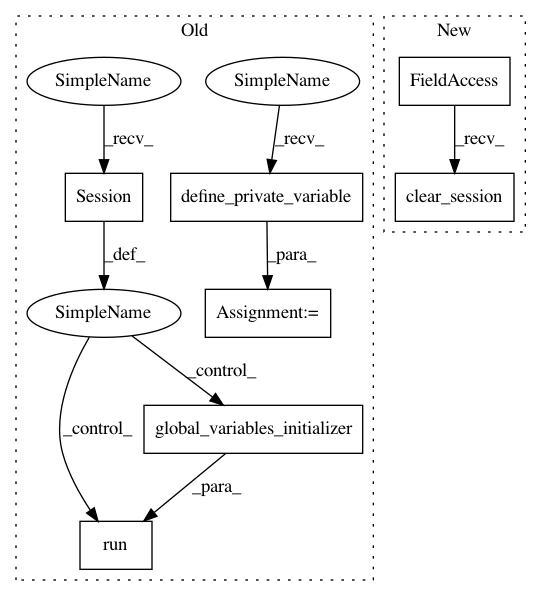 Old
New
SimpleName
SimpleName
FieldAccess
_recv_
_recv_
_recv_
Session
define_private_variable
clear_session
_def_
_para_
SimpleName
Assignment:=
_control_
_control_
global_variables_initializer
_para_
run